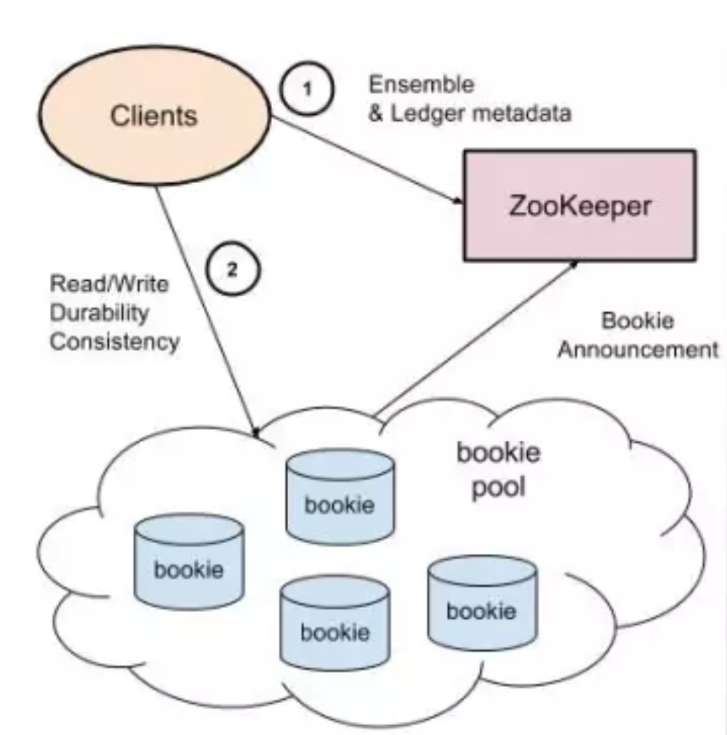 Clients
1
Ensemble
& Ledger metadata
ZooKeeper
2
Read/Write
Durability
Consistency
Bookie
Announcement
bookie
pool
bookie
bookie
bookie
bookie